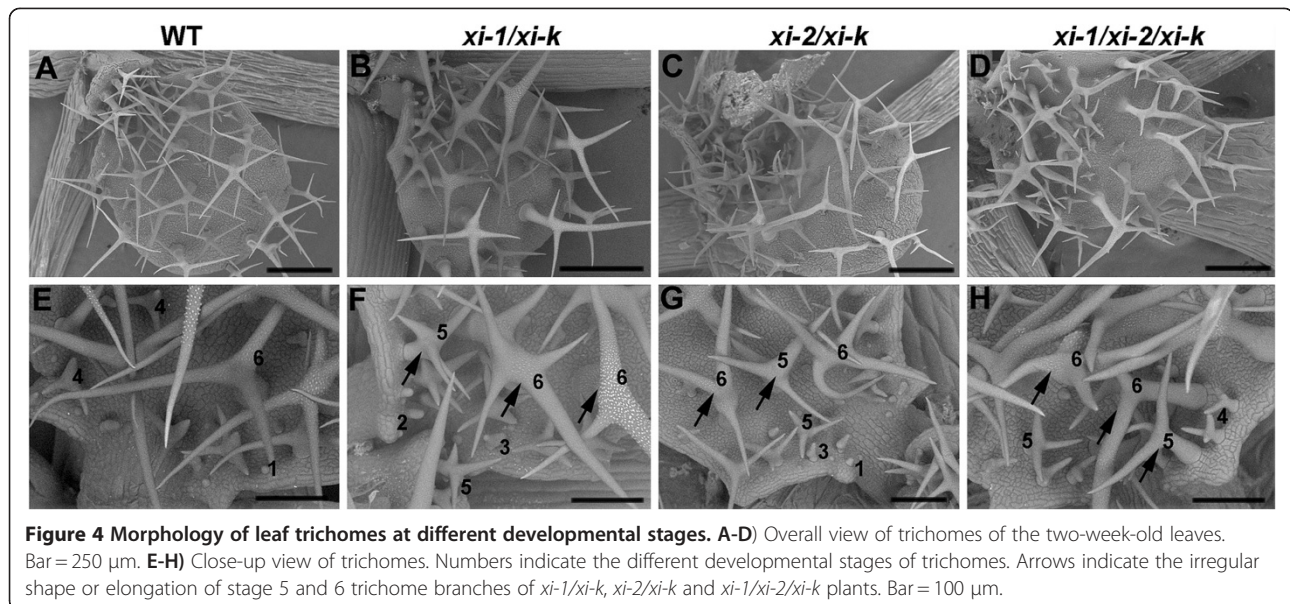 WT xi-1/xi-k xi-2/xi-k xi-1/xi-2/xi-k
A B C D
E 4 4 6 1
F 5 6 6 2 3 5
G 6 5 6 5 3 1
H 6 6 5 5 4
Figure 4 Morphology of leaf trichomes at different developmental stages. A-D) Overall view of trichomes of the two-week-old leaves.
Bar = 250 μm. E-H) Close-up view of trichomes. Numbers indicate the different developmental stages of trichomes. Arrows indicate the irregular
shape or elongation of stage 5 and 6 trichome branches of xi-1/xi-k, xi-2/xi-k and xi-1/xi-2/xi-k plants. Bar = 100 μm.